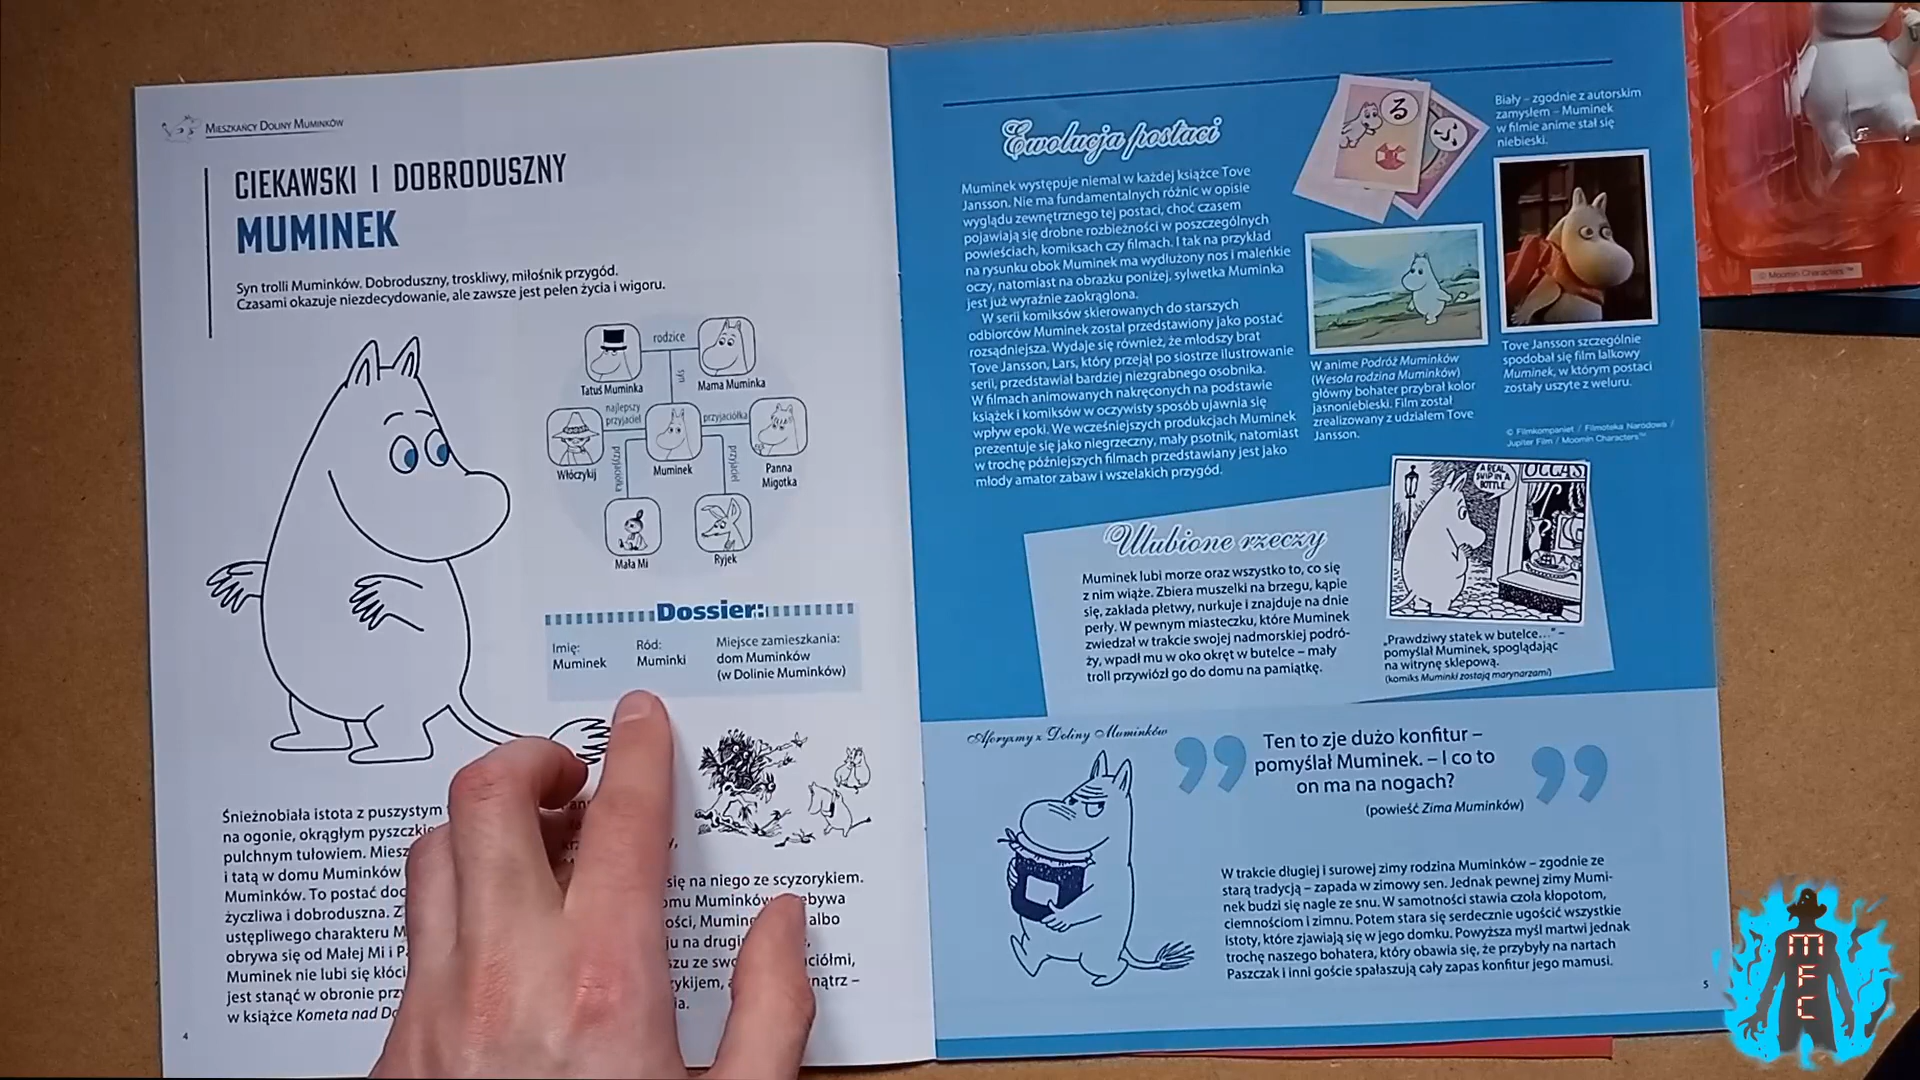 MIESZKAŃCY DOLINY MUMINKÓW
CIEKAWSKI I DOBRODUSZNY
MUMINEK
Syn trolli Muminków. Dobroduszny, troskliwy, miłośnik przygód.
Czasami okazuje niezdecydowanie, ale zawsze jest pełen życia i wigoru.
rodzice
Tatuś Muminka
Mama Muminka
syn
najlepszy
przyjaciel
przyjaciółka
Włóczykij
Muminek
Panna
Migotka
przyjaciółka
przyjaciel
Mała Mi
Ryjek
Dossier:
Imię:
Muminek
Ród:
Muminki
Miejsce zamieszkania:
dom Muminków
(w Dolinie Muminków)
Śnieżnobiała istota z puszystym
na ogonie, okrągłym
pulchnym tułowiem.
i tatą w domu Muminków
Muminków. To postać
życzliwa i dobroduszna.
ustępliwego charakteru
obrywa się od Małej Mi i
Muminek nie lubi się
jest stanąć w obronie
w książce Kometa nad
się na niego ze scyzorykiem.
Muminków
albo
na
ze
4
Ewolucja postaci
Muminek występuje niemal w każdej książce Tove
Jansson. Nie ma fundamentalnych różnic w opisie
wyglądu zewnętrznego tej postaci, choć czasem
pojawiają się drobne rozbieżności w poszczególnych
powieściach, komiksach czy filmach. I tak na przykład
na rysunku obok Muminek ma wydłużony nos i maleńkie
oczy, natomiast na obrazku poniżej, sylwetka Muminka
jest już wyraźnie zaokrąglona.
W serii komiksów skierowanych do starszych
odbiorców Muminek został przedstawiony jako postać
rozsądniejsza. Wydaje się również, że młodszy brat
Tove Jansson, Lars, który przejął po siostrze ilustrowanie
serii, przedstawiał bardziej niezgrabnego osobnika.
W filmach animowanych nakręconych na podstawie
książek i komiksów w oczywisty sposób ujawnia się
wpływ epoki. We wcześniejszych produkcjach Muminek
prezentuje się jako niegrzeczny, mały psotnik, natomiast
w trochę późniejszych filmach przedstawiany jest jako
młody amator zabaw i wszelakich przygód.
る
Biały – zgodnie z autorskim
zamysłem – Muminek
w filmie anime stał się
niebieski.
W anime Podróż Muminków
(Wesoła rodzina Muminków)
główny bohater przybrał kolor
jasnoniebieski. Film został
zrealizowany z udziałem Tove
Jansson.
Tove Jansson szczególnie
spodobał się film lalkowy
Muminek, w którym postaci
zostały uszyte z weluru.
© Filmkompaniet / Filmoteka Narodowa /
Jupiter Film / Moomin Characters™
Ulubione rzeczy
Muminek lubi morze oraz wszystko to, co się
z nim wiąże. Zbiera muszelki na brzegu, kąpie
się, zakłada płetwy, nurkuje i znajduje na dnie
perły. W pewnym miasteczku, które Muminek
zwiedzał w trakcie swojej nadmorskiej podró-
ży, wpadł mu w oko okręt w butelce – mały
troll przywiózł go do domu na pamiątkę.
A REAL
SHIP IN A
BOTTLE
OCCAS
„Prawdziwy statek w butelce...” –
pomyślał Muminek, spoglądając
na witrynę sklepową.
(komiks Muminki zostają marynarzami)
Aforyzmy z Doliny Muminków
Ten to zje dużo konfitur –
pomyślał Muminek. – I co to
on ma na nogach?
(powieść Zima Muminków)
W trakcie długiej i surowej zimy rodzina Muminków – zgodnie ze
starą tradycją – zapada w zimowy sen. Jednak pewnej zimy Mumi-
nek budzi się nagle ze snu. W samotności stawia czoła kłopotom,
ciemnościom i zimnu. Potem stara się serdecznie ugościć wszystkie
istoty, które zjawiają się w jego domku. Powyższa myśl martwi jednak
trochę naszego bohatera, który obawia się, że przybyły na nartach
Paszczak i inni goście spałaszują cały zapas konfitur jego mamusi.
5
© Moomin Characters™
MFC